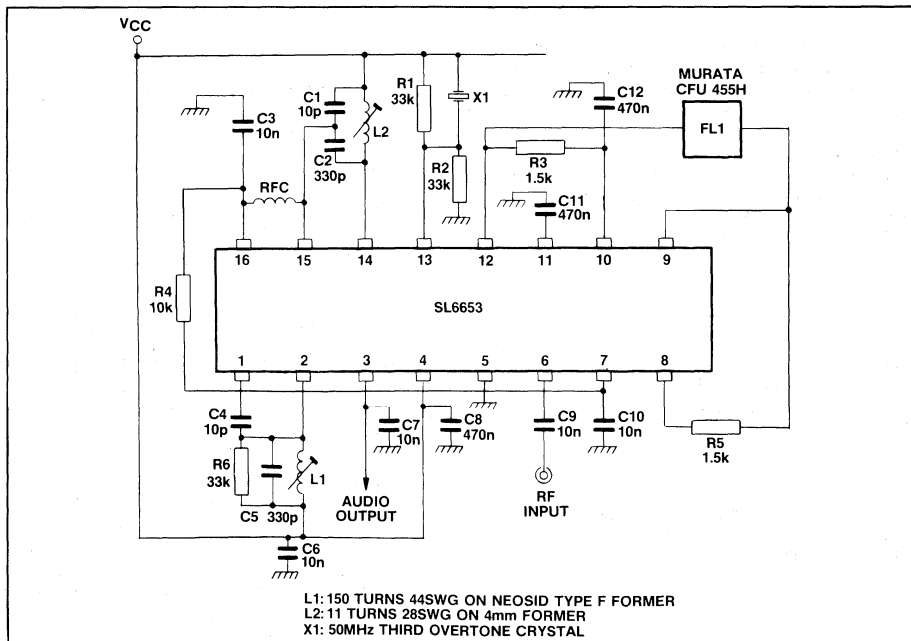 VCC
C3
10n
C1
10p
L2
C2
330p
RFC
R1
33k
X1
R2
33k
C12
470n
R3
1.5k
C11
470n
MURATA
CFU 455H
FL1
R4
10k
16 15 14 13 12 11 10 9
SL6653
1 2 3 4 5 6 7 8
C4
10p
R6
33k
C5 330p
L1
C6
10n
C7
10n
AUDIO
OUTPUT
C8
470n
C9
10n
RF
INPUT
C10
10n
R5
1.5k
L1: 150 TURNS 44SWG ON NEOSID TYPE F FORMER
L2: 11 TURNS 28SWG ON 4mm FORMER
X1: 50MHz THIRD OVERTONE CRYSTAL